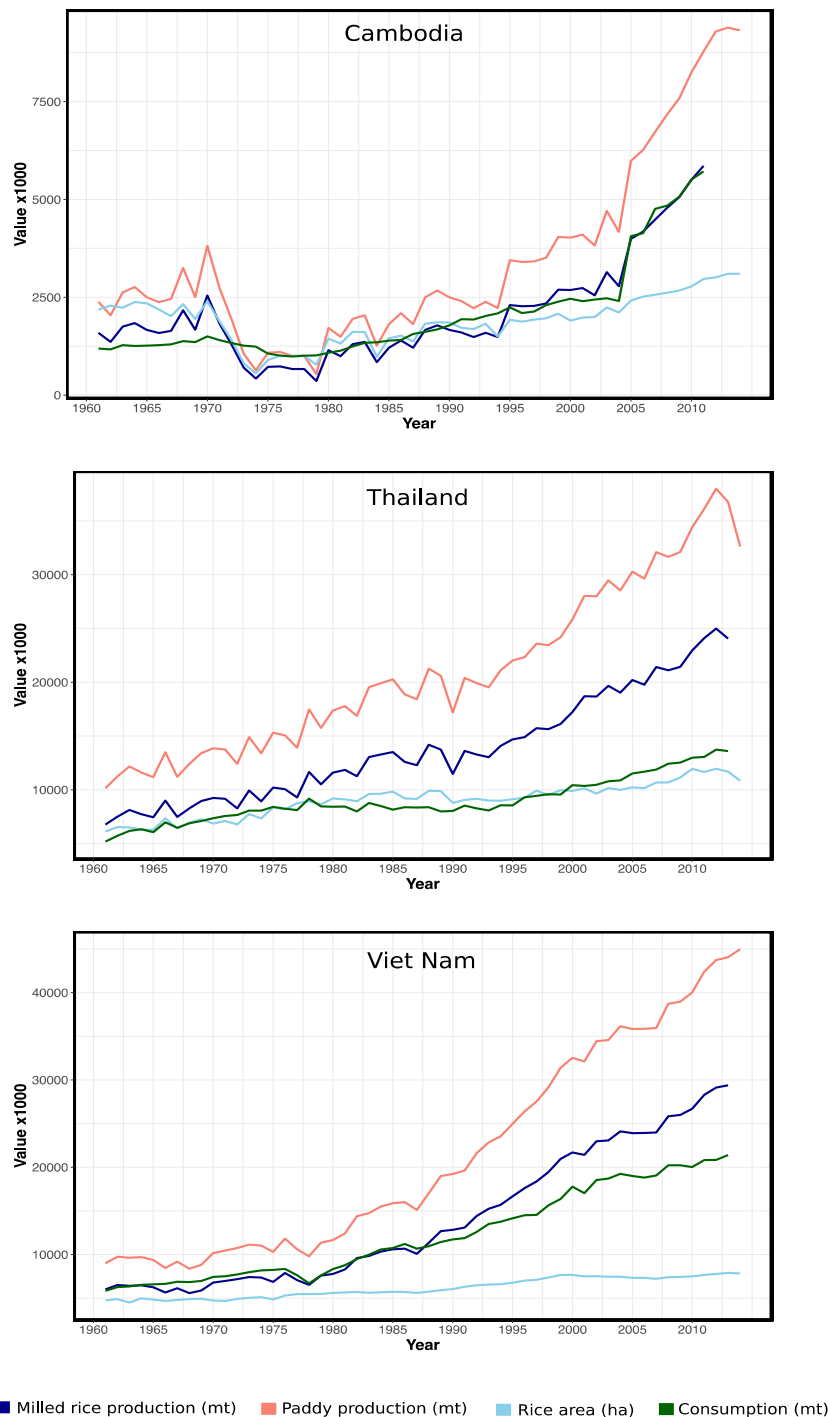 Cambodia
Value x1000
7500
5000
2500
0
1960 1965 1970 1975 1980 1985 1990 1995 2000 2005 2010
Year
Thailand
Value x1000
30000
20000
10000
1960 1965 1970 1975 1980 1985 1990 1995 2000 2005 2010
Year
Viet Nam
Value x1000
40000
30000
20000
10000
1960 1965 1970 1975 1980 1985 1990 1995 2000 2005 2010
Year
Milled rice production (mt) Paddy production (mt) Rice area (ha) Consumption (mt)